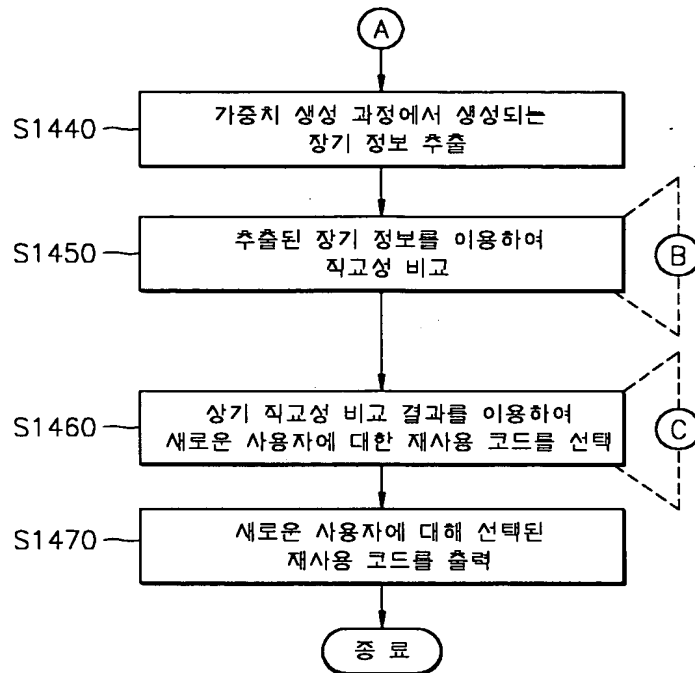 A
S1440
가중치 생성 과정에서 생성되는
장기 정보 추출
S1450
추출된 장기 정보를 이용하여
직교성 비교
B
S1460
상기 직교성 비교 결과를 이용하여
새로운 사용자에 대한 재사용 코드를 선택
C
S1470
새로운 사용자에 대해 선택된
재사용 코드를 출력
종 료